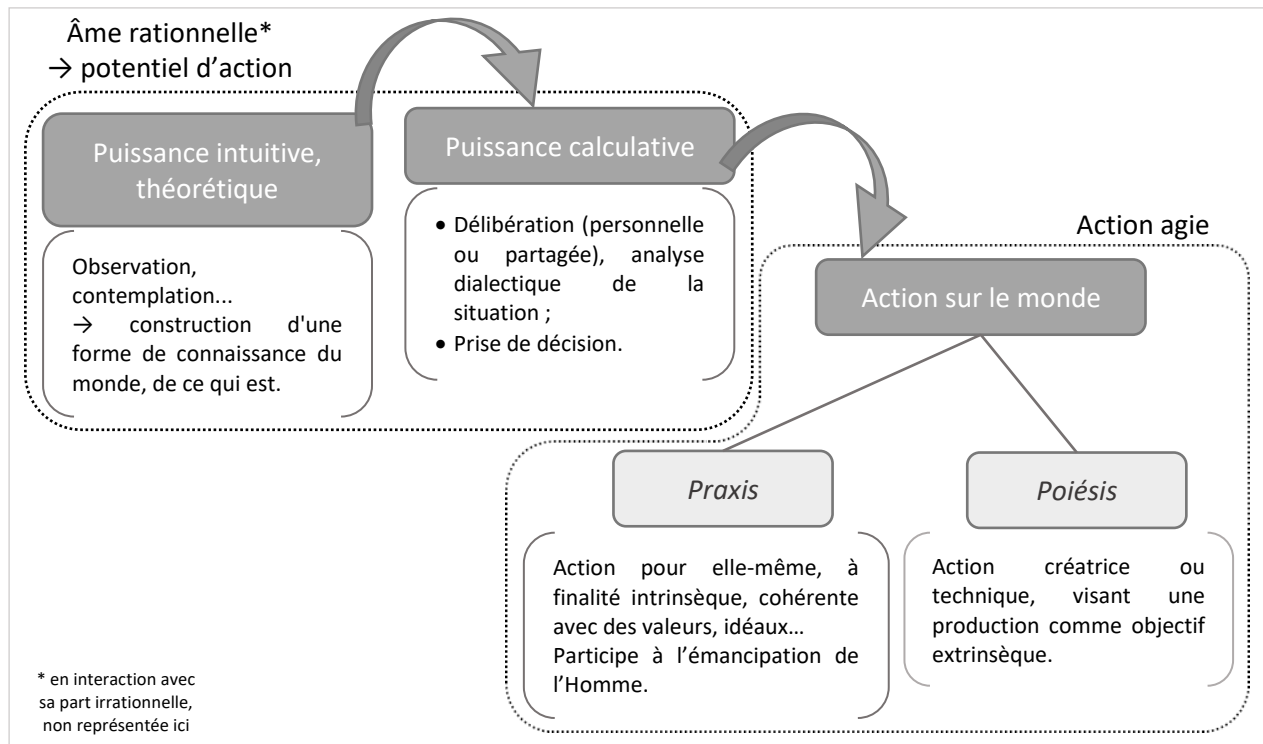 Âme rationnelle*
→ potentiel d’action
Puissance intuitive,
théorétique
Observation,
contemplation...
→ construction d'une
forme de connaissance du
monde, de ce qui est.
Puissance calculative
• Délibération (personnelle
ou partagée), analyse
dialectique de la
situation ;
• Prise de décision.
Action agie
Action sur le monde
Praxis
Action pour elle-même, à
finalité intrinsèque, cohérente
avec des valeurs, idéaux…
Participe à l’émancipation de
l’Homme.
Poiésis
Action créatrice ou
technique, visant une
production comme objectif
extrinsèque.
* en interaction avec
sa part irrationnelle,
non représentée ici